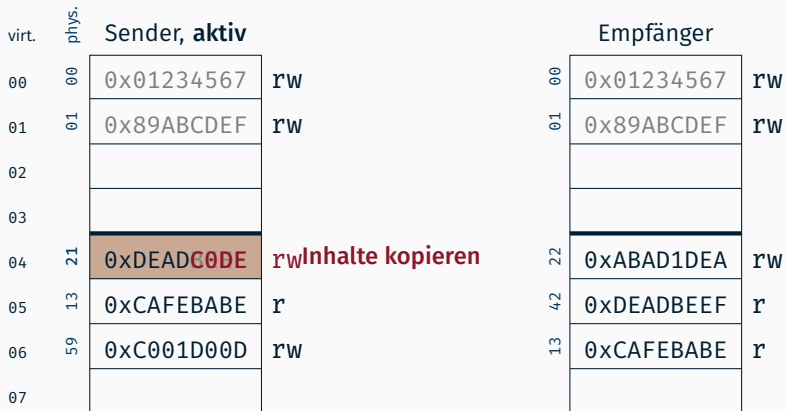 virt. phys. Sender, aktiv Empfänger
00 00 0x01234567 rw 00 0x01234567 rw
01 01 0x89ABCDEF rw 01 0x89ABCDEF rw
02
03
04 21 0xDEADC0DE rw Inhalte kopieren 22 0xABAD1DEA rw
05 13 0xCAFEBABE r 42 0xDEADBEEF r
06 59 0xC001D00D rw 13 0xCAFEBABE r
07